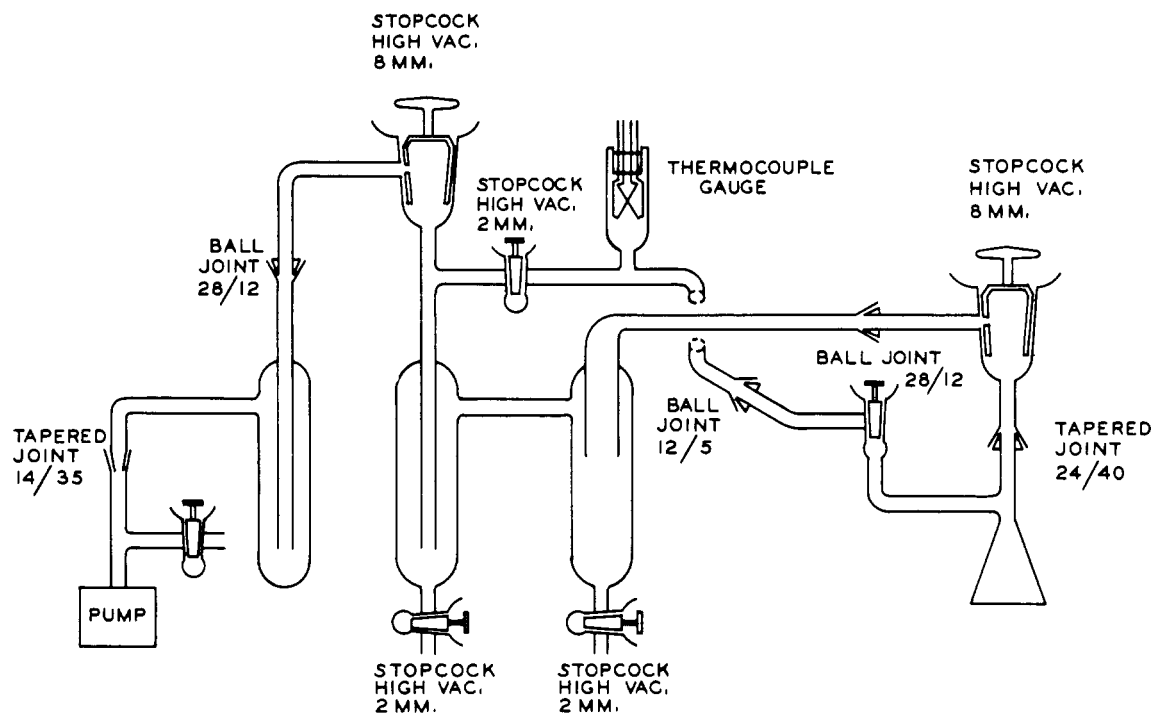 STOPCOCK
HIGH VAC.
8 MM.
STOPCOCK
HIGH VAC.
2 MM.
THERMOCOUPLE
GAUGE
STOPCOCK
HIGH VAC.
8 MM.
BALL
JOINT
28/12
BALL JOINT
28/12
BALL
JOINT
12/5
TAPERED
JOINT
14/35
TAPERED
JOINT
24/40
PUMP
STOPCOCK
HIGH VAC.
2 MM.
STOPCOCK
HIGH VAC.
2 MM.